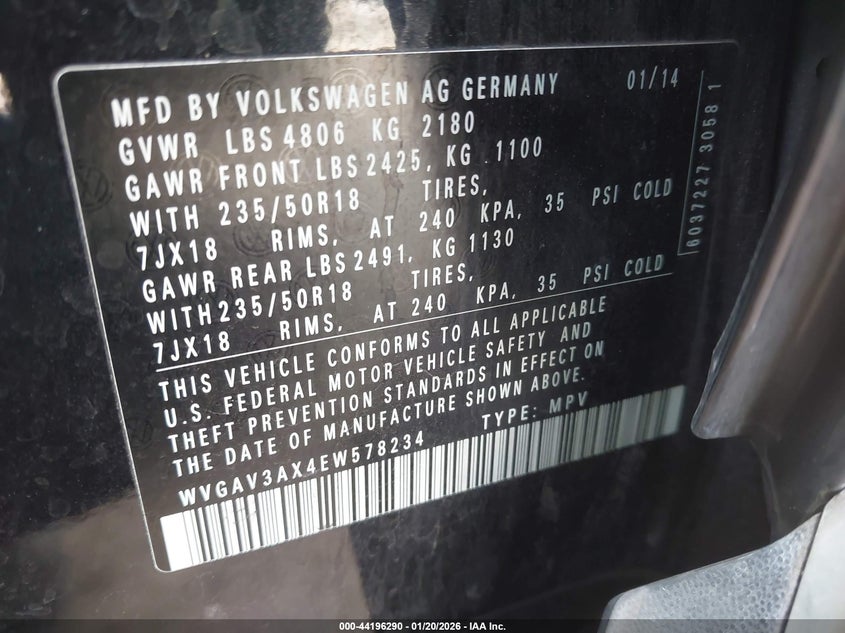 MFD BY VOLKSWAGEN AG GERMANY 01/14
GVWR LBS 4806 KG 2180
GAWR FRONT LBS 2425, KG 1100
WITH 235/50R18 TIRES,
7JX18 RIMS, AT 240 KPA, 35 PSI COLD
GAWR REAR LBS 2491, KG 1130
WITH 235/50R18 TIRES,
7JX18 RIMS, AT 240 KPA, 35 PSI COLD
THIS VEHICLE CONFORMS TO ALL APPLICABLE
U.S. FEDERAL MOTOR VEHICLE SAFETY AND
THEFT PREVENTION STANDARDS IN EFFECT ON
THE DATE OF MANUFACTURE SHOWN ABOVE.
WVGAV3AX4EW578234 TYPE: MPV
6037227 3058 1
000-44196290 - 01/20/2026 - IAA Inc.